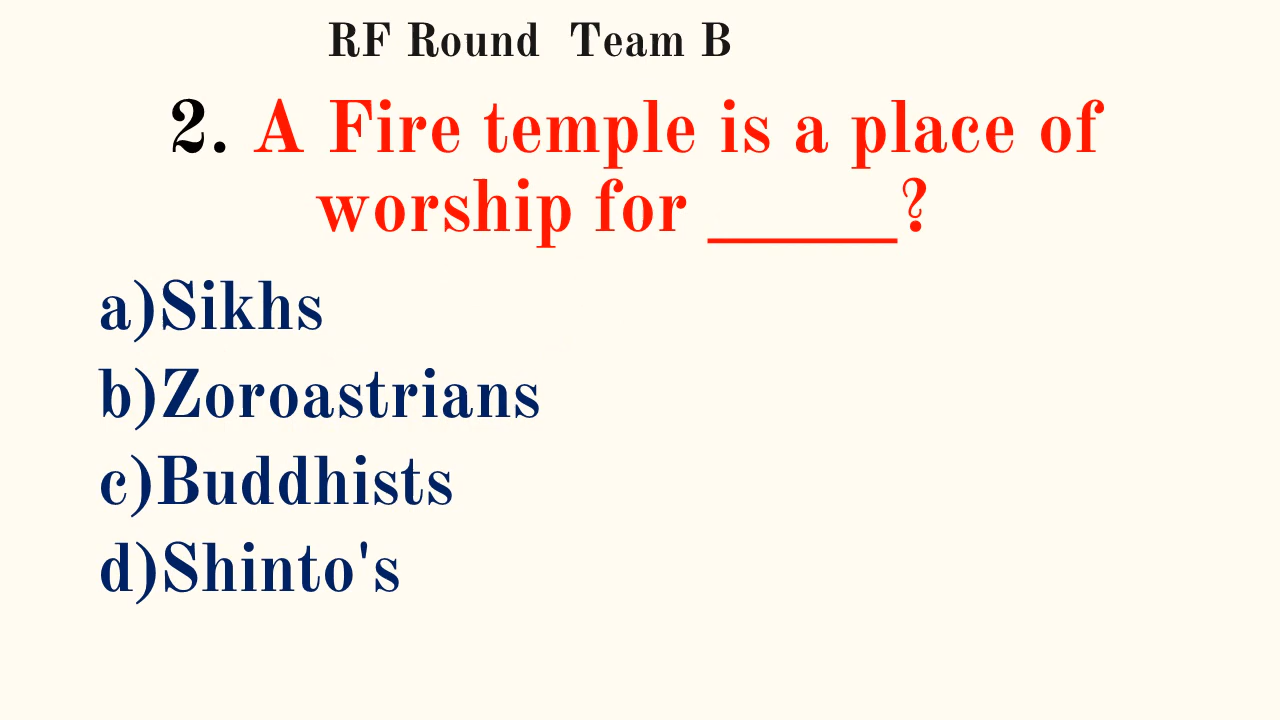 RF Round Team B
2. A Fire temple is a place of
worship for _____?
a)Sikhs
b)Zoroastrians
c)Buddhists
d)Shinto's